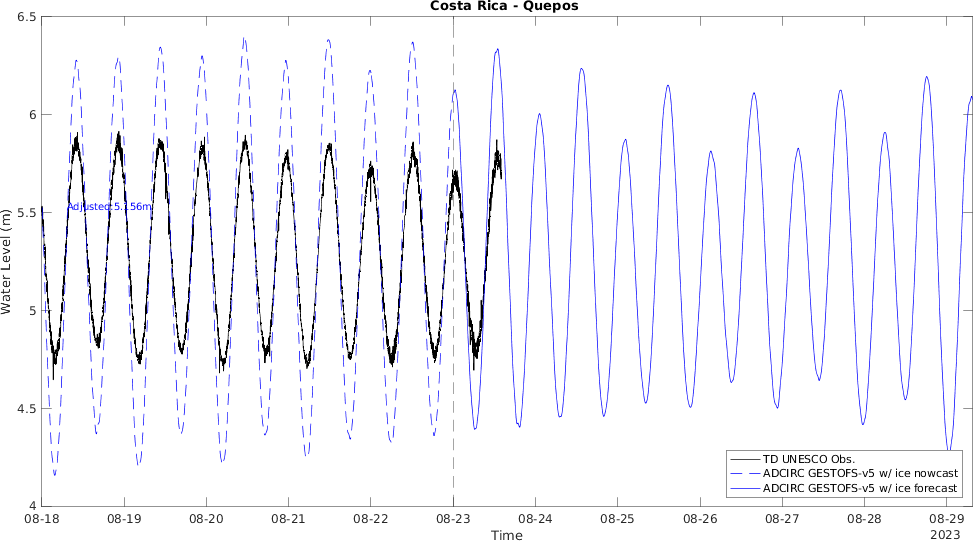 Costa Rica - Quepos
6.5
6
5.5
5
4.5
4
Water Level (m)
Adjusted:5.156m
TD UNESCO Obs.
ADCIRC GESTOFS-v5 w/ ice nowcast
ADCIRC GESTOFS-v5 w/ ice forecast
08-18 08-19 08-20 08-21 08-22 08-23 08-24 08-25 08-26 08-27 08-28 08-29
2023
Time